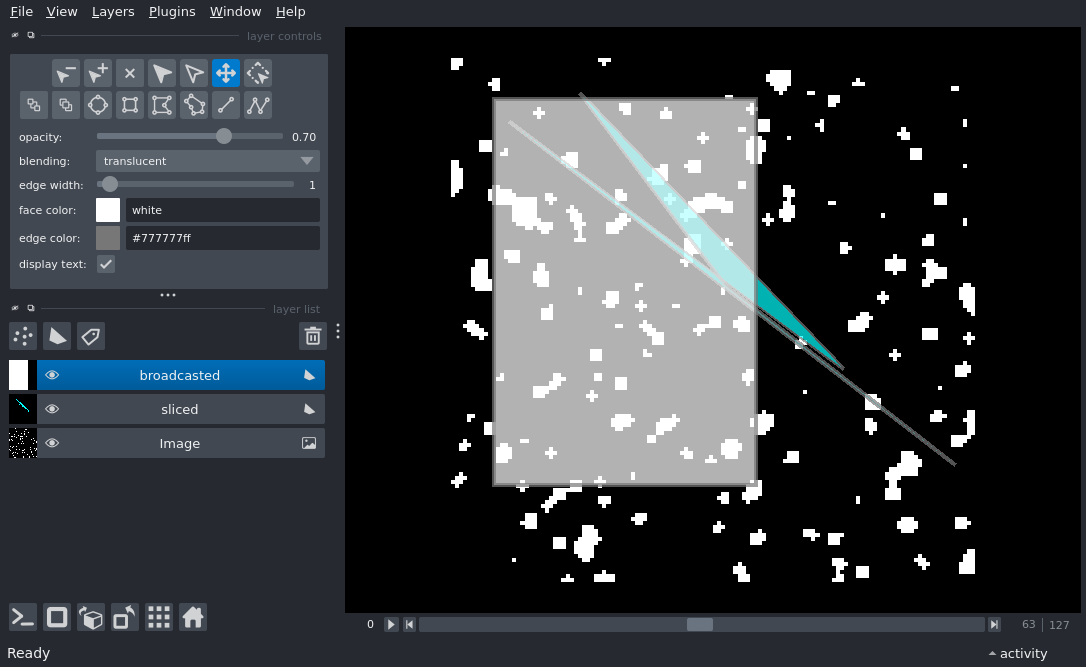 File View Layers Plugins Window Help
layer controls
opacity: 0.70
blending: translucent
edge width: 1
face color: white
edge color: #777777ff
display text:
layer list
broadcasted
sliced
Image
0 63 127
Ready activity